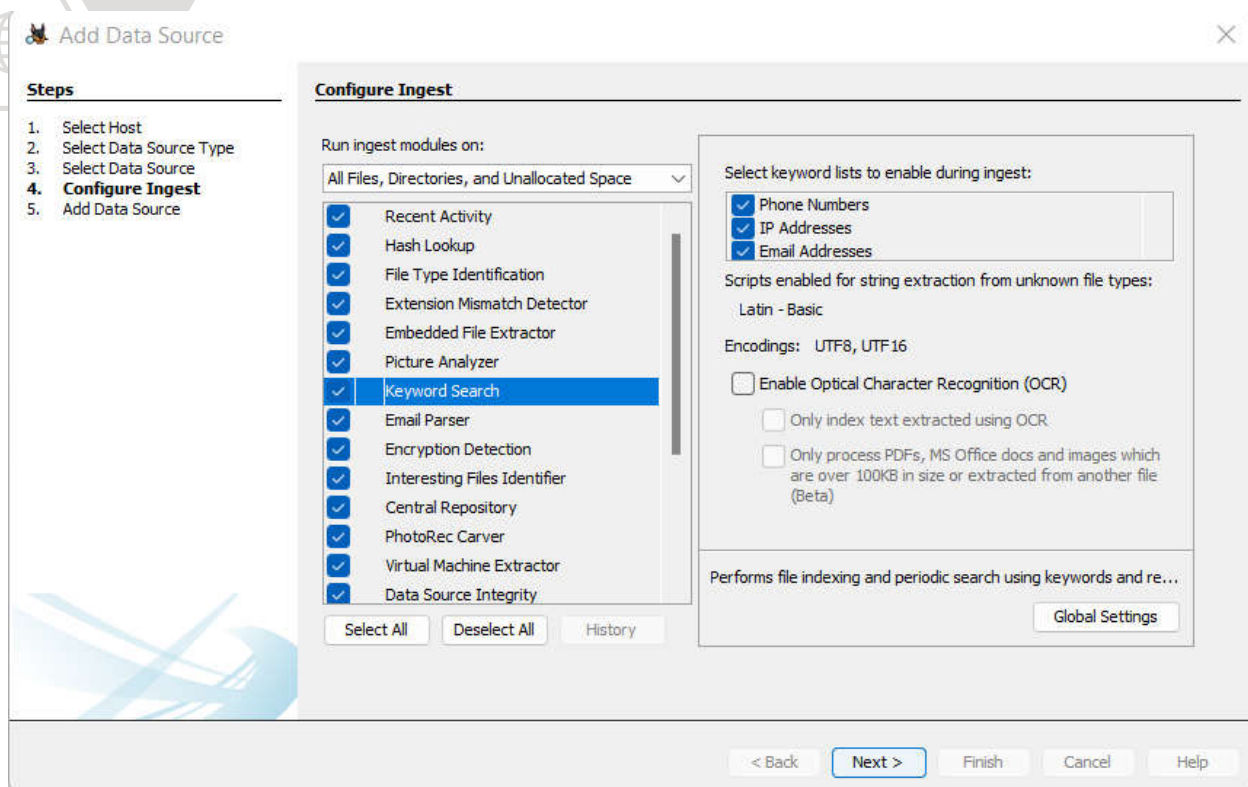 Add Data Source
Steps
1. Select Host
2. Select Data Source Type
3. Select Data Source
4. Configure Ingest
5. Add Data Source
Configure Ingest
Run ingest modules on:
All Files, Directories, and Unallocated Space
Recent Activity
Hash Lookup
File Type Identification
Extension Mismatch Detector
Embedded File Extractor
Picture Analyzer
Keyword Search
Email Parser
Encryption Detection
Interesting Files Identifier
Central Repository
PhotoRec Carver
Virtual Machine Extractor
Data Source Integrity
Select All Deselect All History
Select keyword lists to enable during ingest:
Phone Numbers
IP Addresses
Email Addresses
Scripts enabled for string extraction from unknown file types:
Latin - Basic
Encodings: UTF8, UTF16
Enable Optical Character Recognition (OCR)
Only index text extracted using OCR
Only process PDFs, MS Office docs and images which
are over 100KB in size or extracted from another file
(Beta)
Performs file indexing and periodic search using keywords and re...
Global Settings
< Back Next > Finish Cancel Help